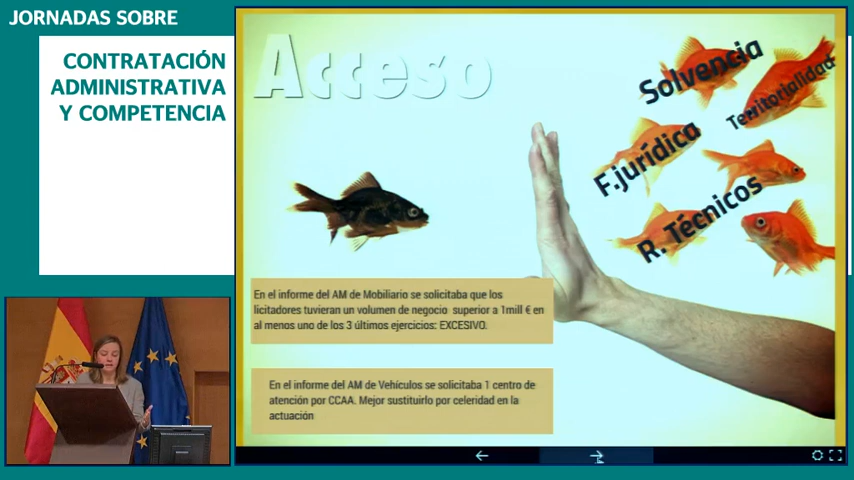 JORNADAS SOBRE
CONTRATACIÓN
ADMINISTRATIVA
Y COMPETENCIA
Acceso
Solvencia
Territorialidad
F.jurídica
R. Técnicos
En el informe del AM de Mobiliario se solicitaba que los
licitadores tuvieran un volumen de negocio superior a 1mill € en
al menos uno de los 3 últimos ejercicios: EXCESIVO.
En el informe del AM de Vehículos se solicitaba 1 centro de
atención por CCAA. Mejor sustituirlo por celeridad en la
actuación